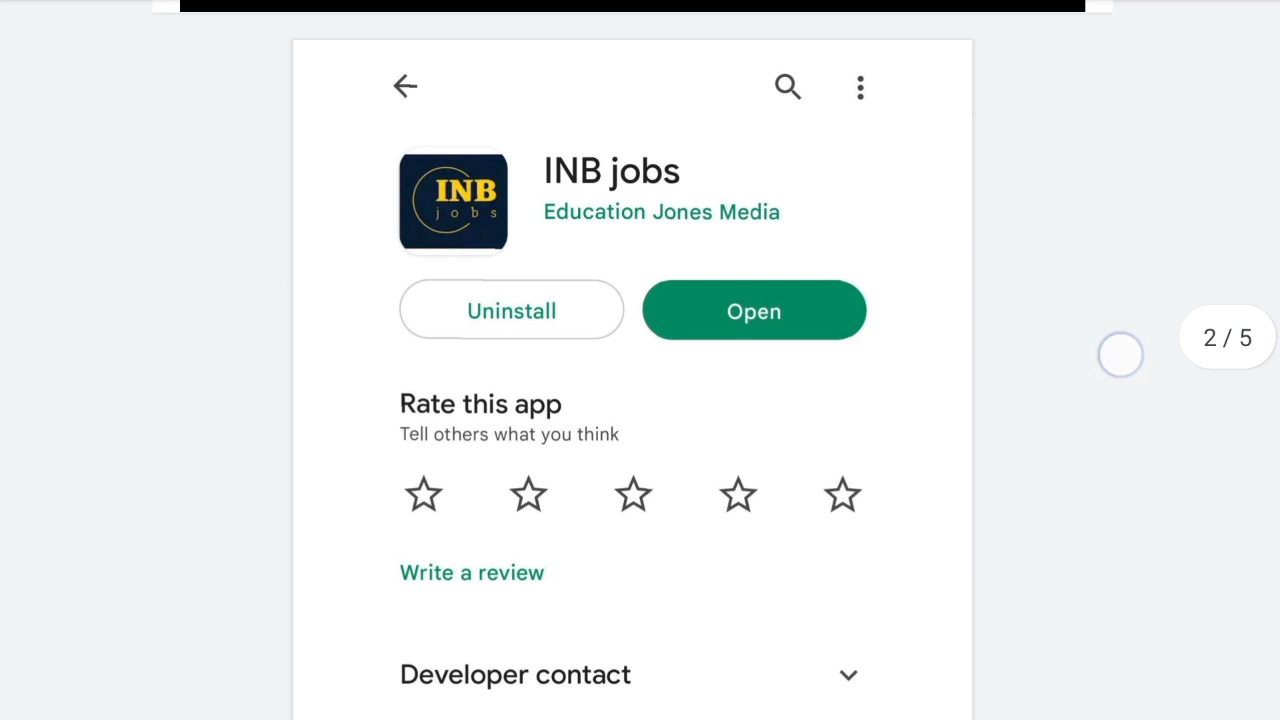 INB jobs
INB
jobs
Education Jones Media
Uninstall
Open
2 / 5
Rate this app
Tell others what you think
Write a review
Developer contact